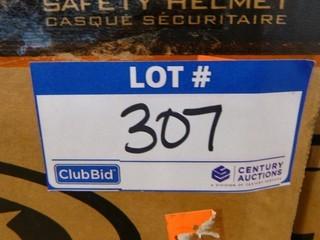 SAFETY HELMET
CASQUE SÉCURITAIRE
LOT #
307
ClubBid
CENTURY
AUCTIONS